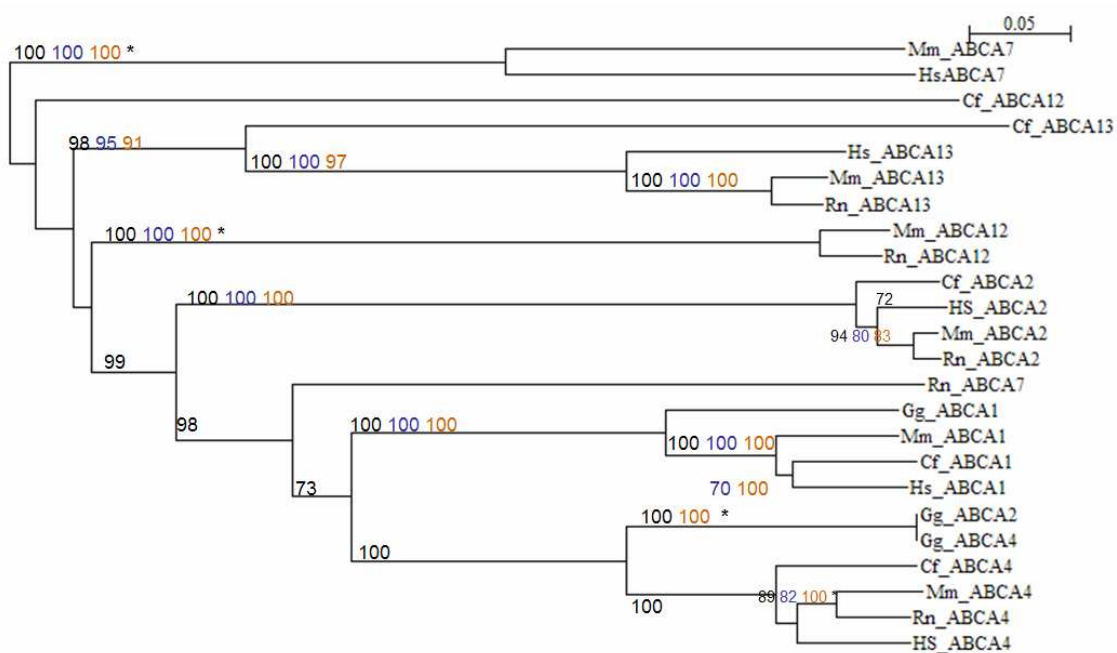 0.05
100 100 100 * Mm_ABCA7
HsABCA7
Cf_ABCA12
Cf_ABCA13
98 95 91
Hs_ABCA13
100 100 97
Mm_ABCA13
100 100 100
Rn_ABCA13
Mm_ABCA12
100 100 100 *
Rn_ABCA12
Cf_ABCA2
100 100 100
72
HS_ABCA2
94 80 83
Mm_ABCA2
Rn_ABCA2
99
Rn_ABCA7
Gg_ABCA1
98
100 100 100
Mm_ABCA1
100 100 100
Cf_ABCA1
73
70 100
Hs_ABCA1
100 100 *
Gg_ABCA2
Gg_ABCA4
100
Cf_ABCA4
89 82 100 *
Mm_ABCA4
100
Rn_ABCA4
HS_ABCA4